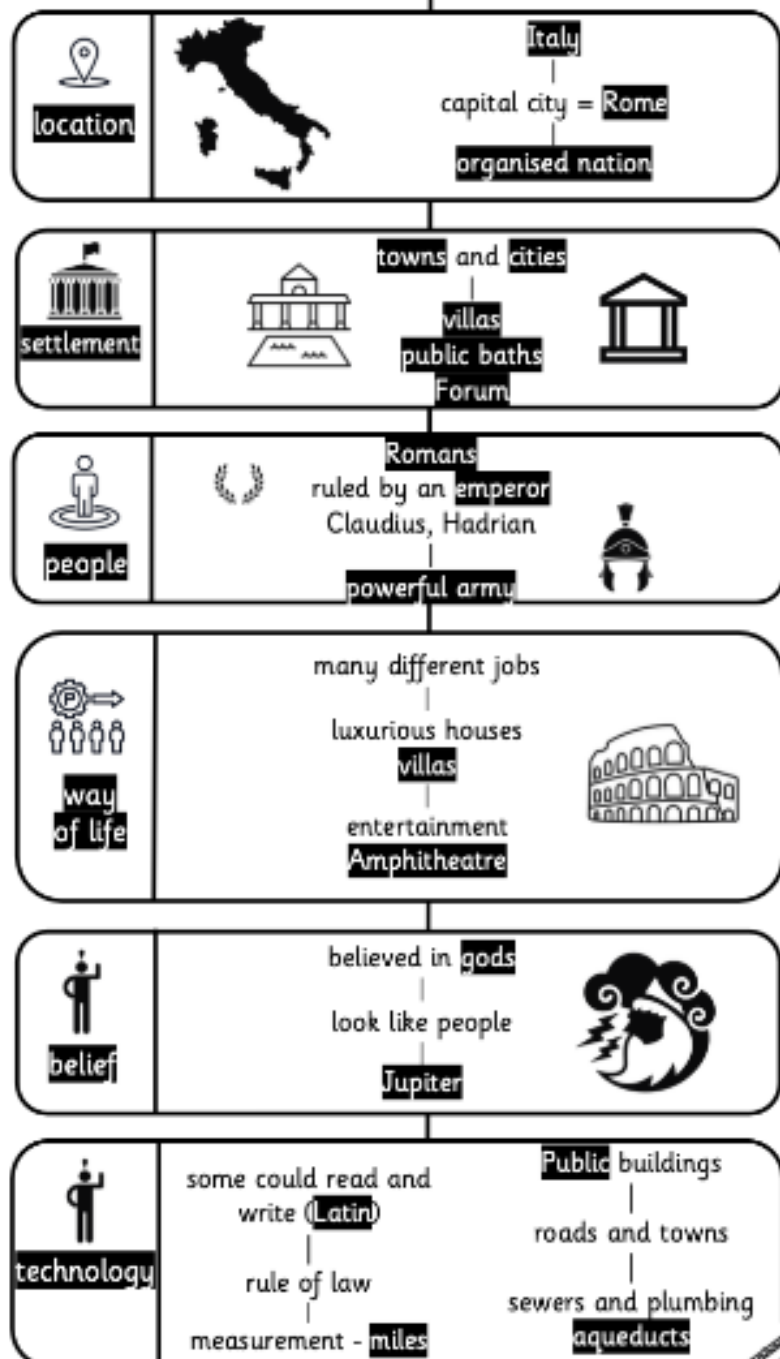 location
Italy
capital city = Rome
organised nation
settlement
towns and cities
villas
public baths
Forum
people
Romans
ruled by an emperor
Claudius, Hadrian
powerful army
way
of life
many different jobs
luxurious houses
villas
entertainment
Amphitheatre
P
belief
believed in gods
look like people
Jupiter
technology
some could read and
write (Latin)
rule of law
measurement - miles
Public buildings
roads and towns
sewers and plumbing
aqueducts